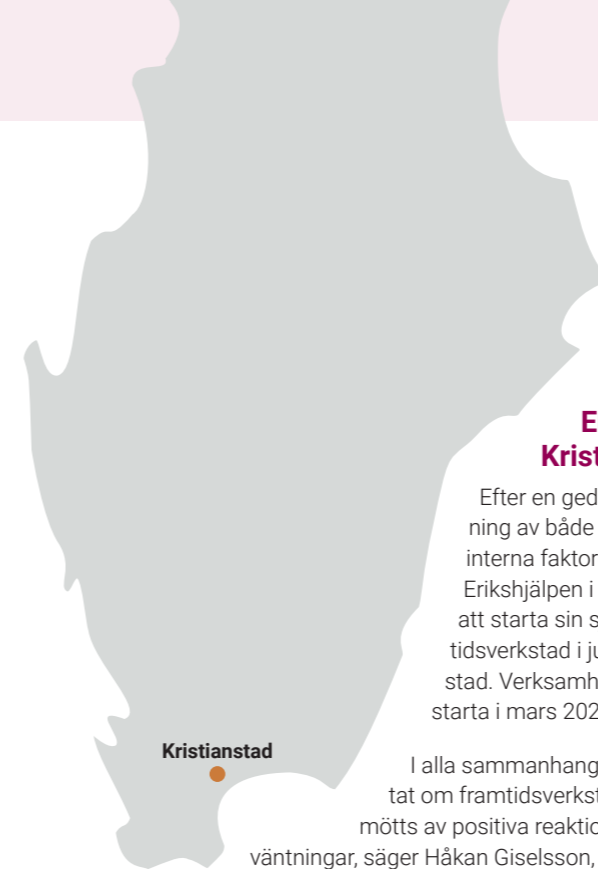 Kristianstad
E
Krist
Efter en ged
ning av både
interna faktor
Erikshjälpen i
att starta sin s
tidsverkstad i ju
stad. Verksamh
starta i mars 202
I alla sammanhang
tat om framtidsverkst
mötts av positiva reaktio
väntningar, säger Håkan Giselsson,